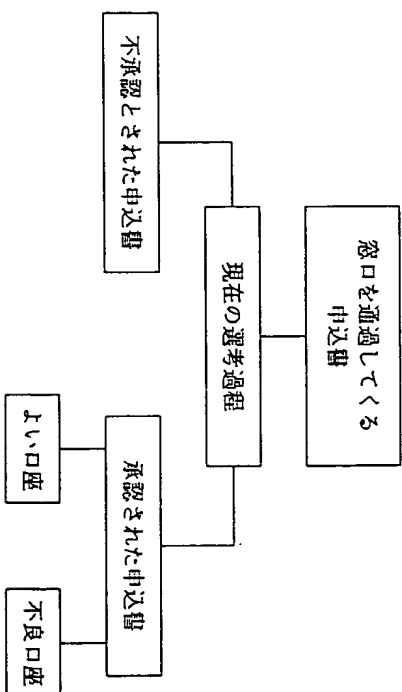 窓口を通過してくる
申込書
現在の選考過程
不承認とされた申込書
承認された申込書
よい口座
不良口座